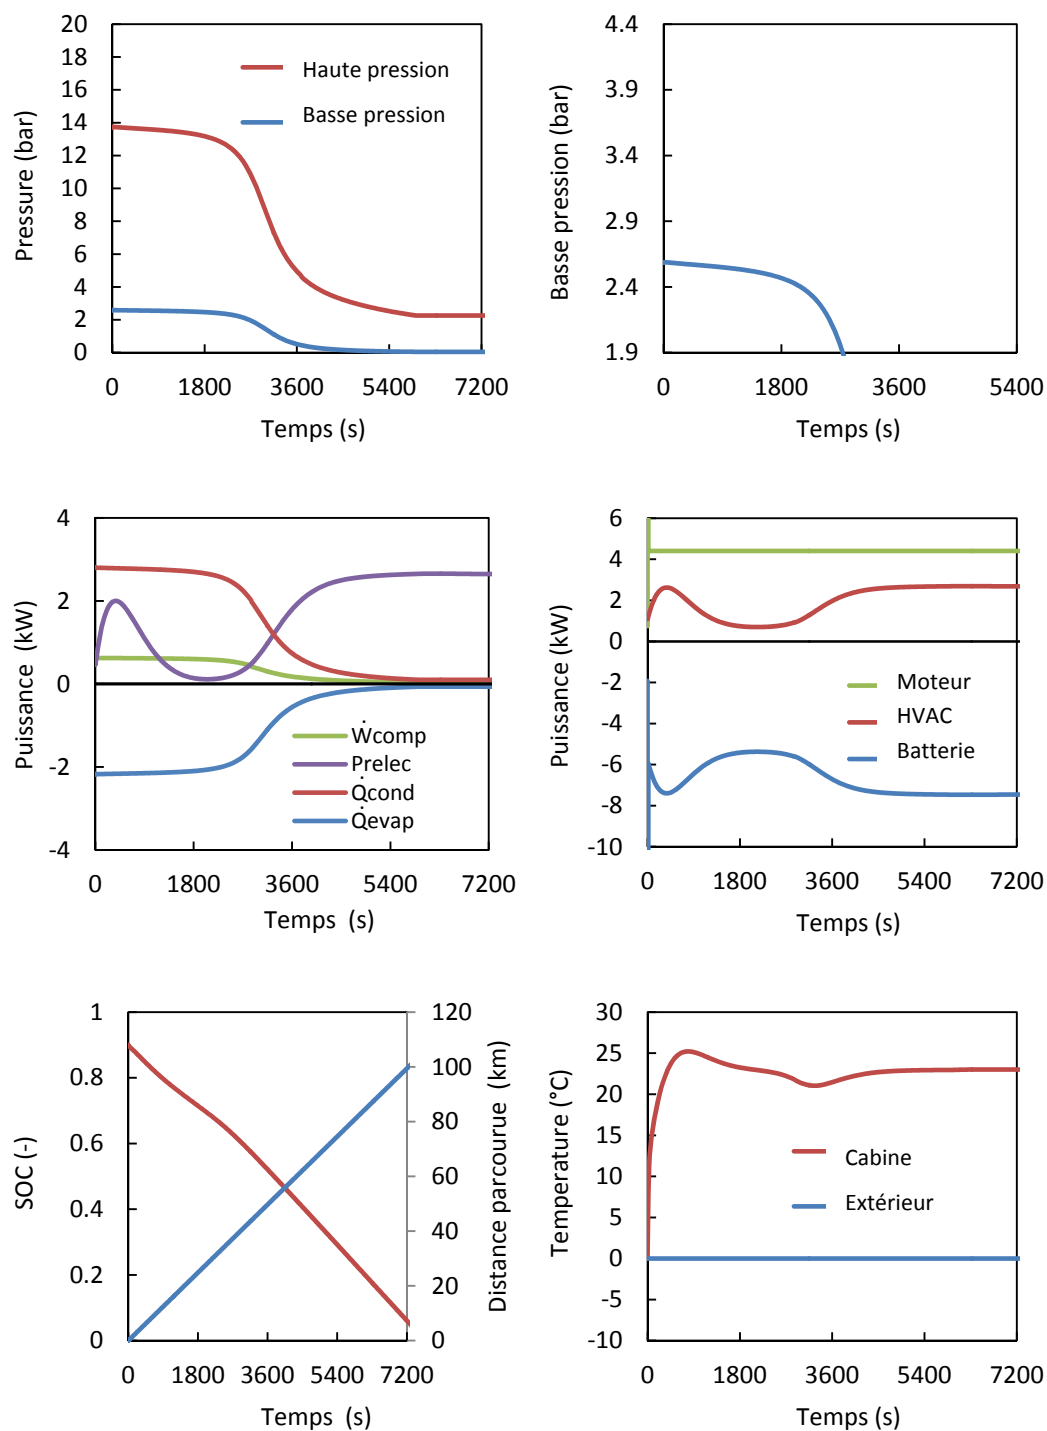 20
18
16
14
12
10
8
6
4
2
0
Pressure (bar)
Haute pression
Basse pression
0 1800 3600 5400 7200
Temps (s)
4.4
3.9
3.4
2.9
2.4
1.9
Basse pression (bar)
0 1800 3600 5400
Temps (s)
4
2
0
-2
-4
Puissance (kW)
Ẇcomp
Prelec
Q̇cond
Q̇evap
0 1800 3600 5400 7200
Temps (s)
6
4
2
0
-2
-4
-6
-8
-10
Puissance (kW)
Moteur
HVAC
Batterie
0 1800 3600 5400 7200
Temps (s)
1
0.8
0.6
0.4
0.2
0
SOC (-)
120
100
80
60
40
20
0
Distance parcourue (km)
0 1800 3600 5400 7200
Temps (s)
30
25
20
15
10
5
0
-5
-10
Temperature (°C)
Cabine
Extérieur
0 1800 3600 5400 7200
Temps (s)